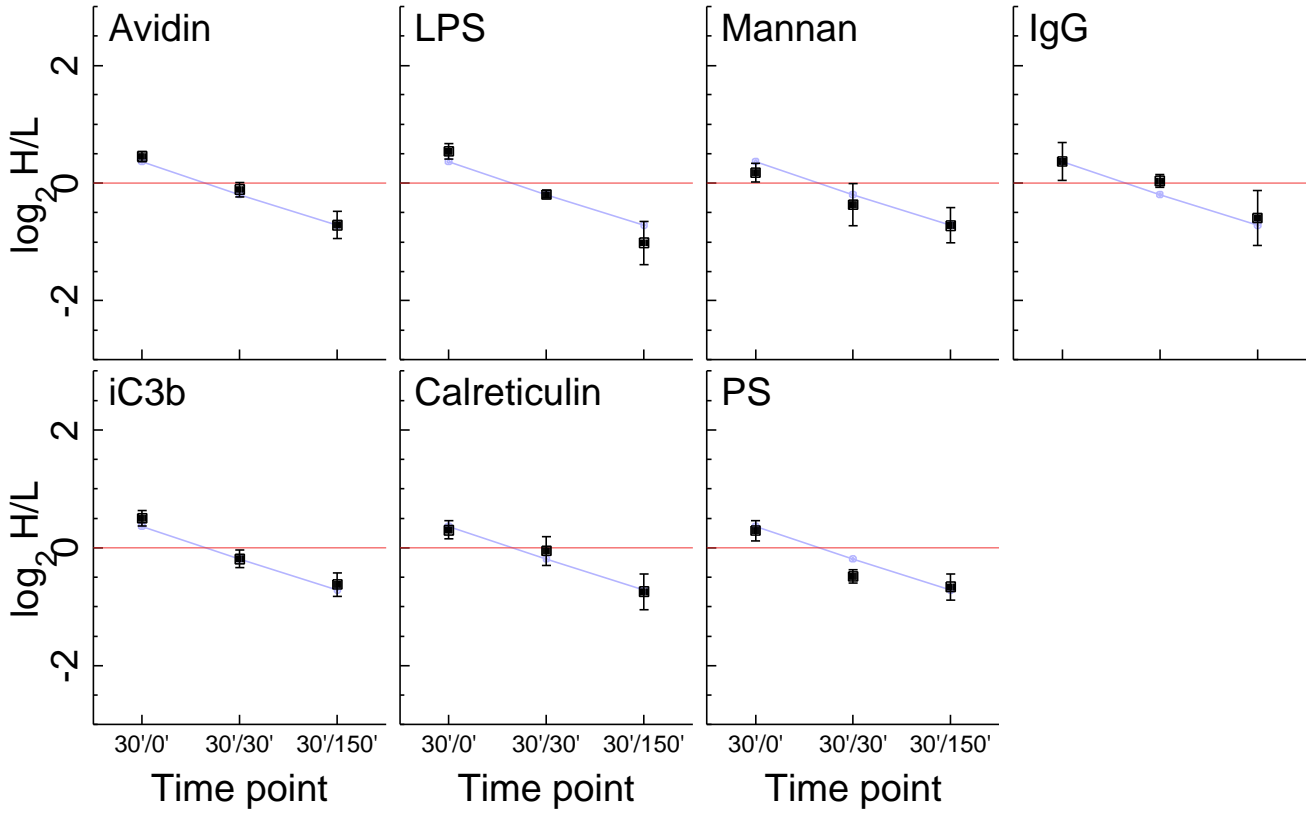 Avidin LPS Mannan IgG
2
0
-2
log2 H/L
iC3b Calreticulin PS
2
0
-2
log2 H/L
30'/0' 30'/30' 30'/150' 30'/0' 30'/30' 30'/150' 30'/0' 30'/30' 30'/150'
Time point Time point Time point